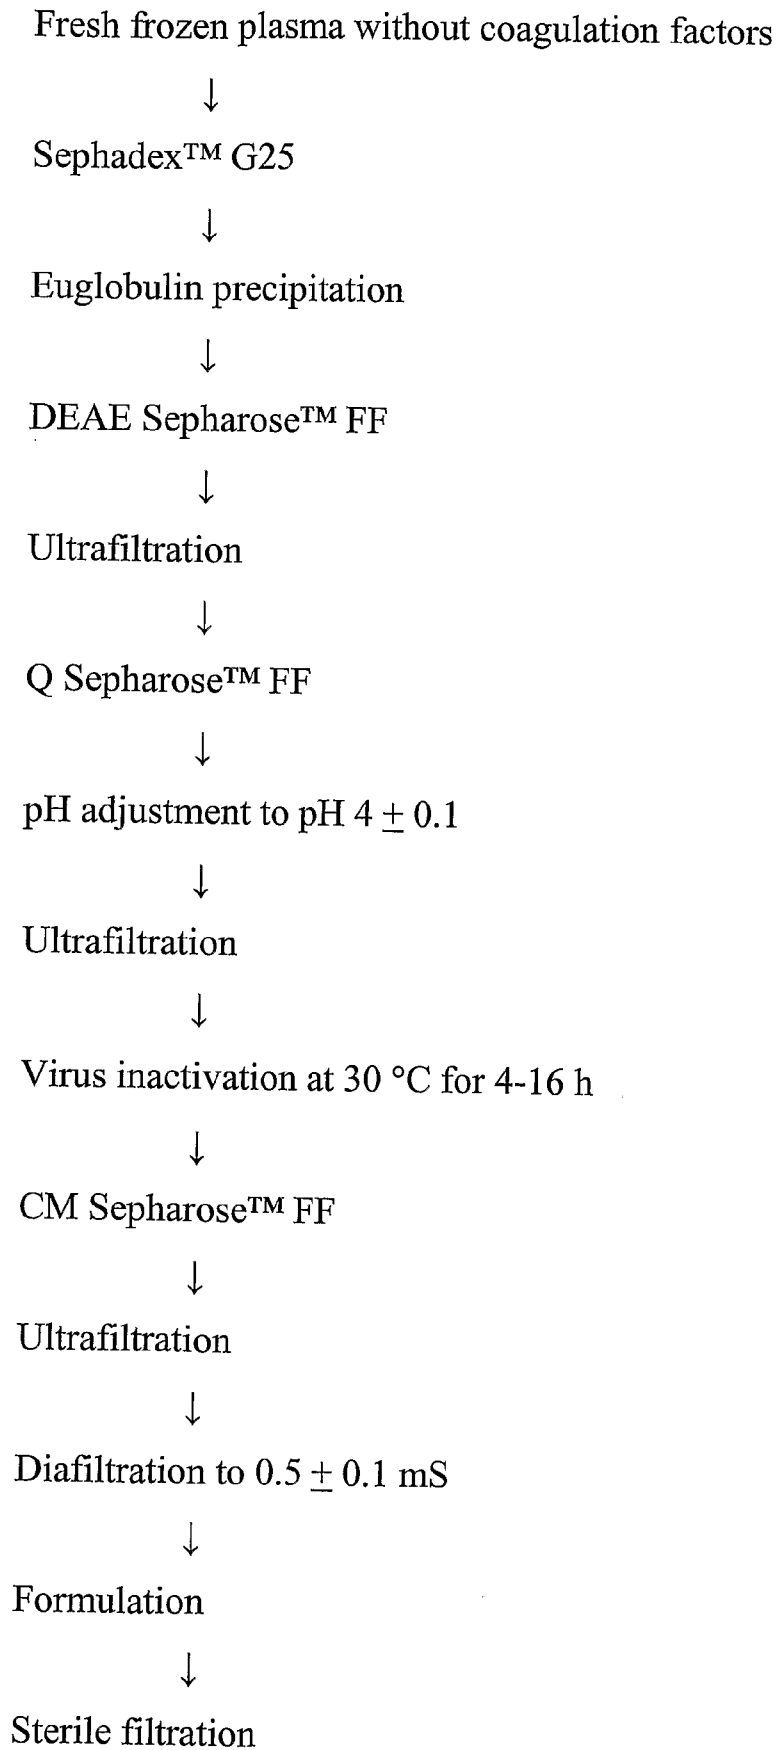 Fresh frozen plasma without coagulation factors
↓
Sephadex™ G25
↓
Euglobulin precipitation
↓
DEAE Sepharose™ FF
↓
Ultrafiltration
↓
Q Sepharose™ FF
↓
pH adjustment to pH 4 ± 0.1
↓
Ultrafiltration
↓
Virus inactivation at 30 °C for 4-16 h
↓
CM Sepharose™ FF
↓
Ultrafiltration
↓
Diafiltration to 0.5 ± 0.1 mS
↓
Formulation
↓
Sterile filtration